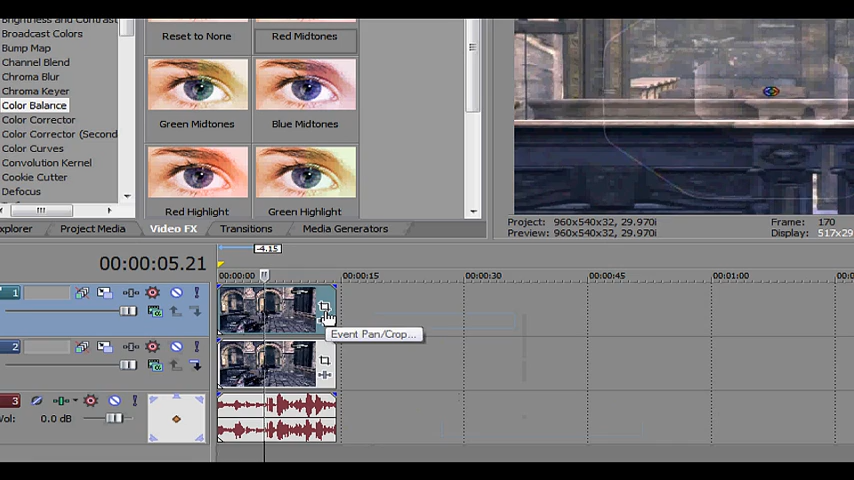 Brightness and Contrast
Broadcast Colors
Bump Map
Channel Blend
Chroma Blur
Chroma Keyer
Color Balance
Color Corrector
Color Corrector (Second
Color Curves
Convolution Kernel
Cookie Cutter
Defocus
Reset to None
Red Midtones
Green Midtones
Blue Midtones
Red Highlight
Green Highlight
xplorer
Project Media
Video FX
Transitions
Media Generators
Project: 960x540x32, 29.970i
Preview: 960x540x32, 29.970i
Frame: 170
Display: 517x29
-4.15
00:00:05.21
00:00:00
00:00:15
00:00:30
00:00:45
00:01:00
00:0
1
Event Pan/Crop...
2
3
Vol:
0.0 dB